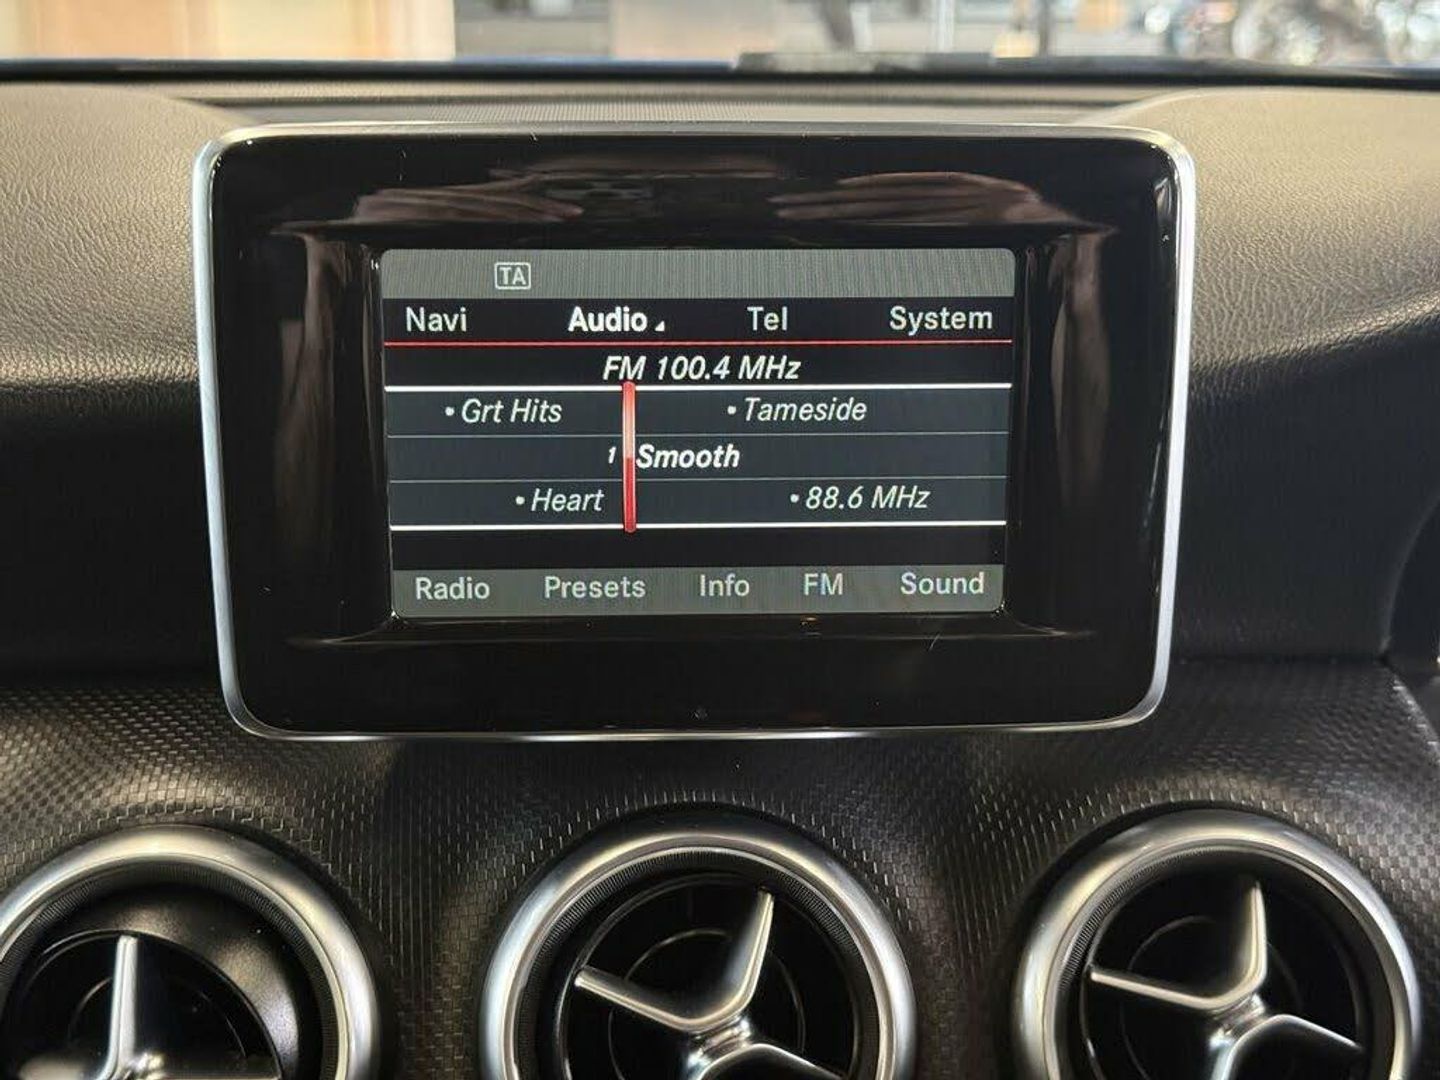 TA
Navi Audio Tel System
FM 100.4 MHz
• Grt Hits • Tameside
1 Smooth
• Heart • 88.6 MHz
Radio Presets Info FM Sound